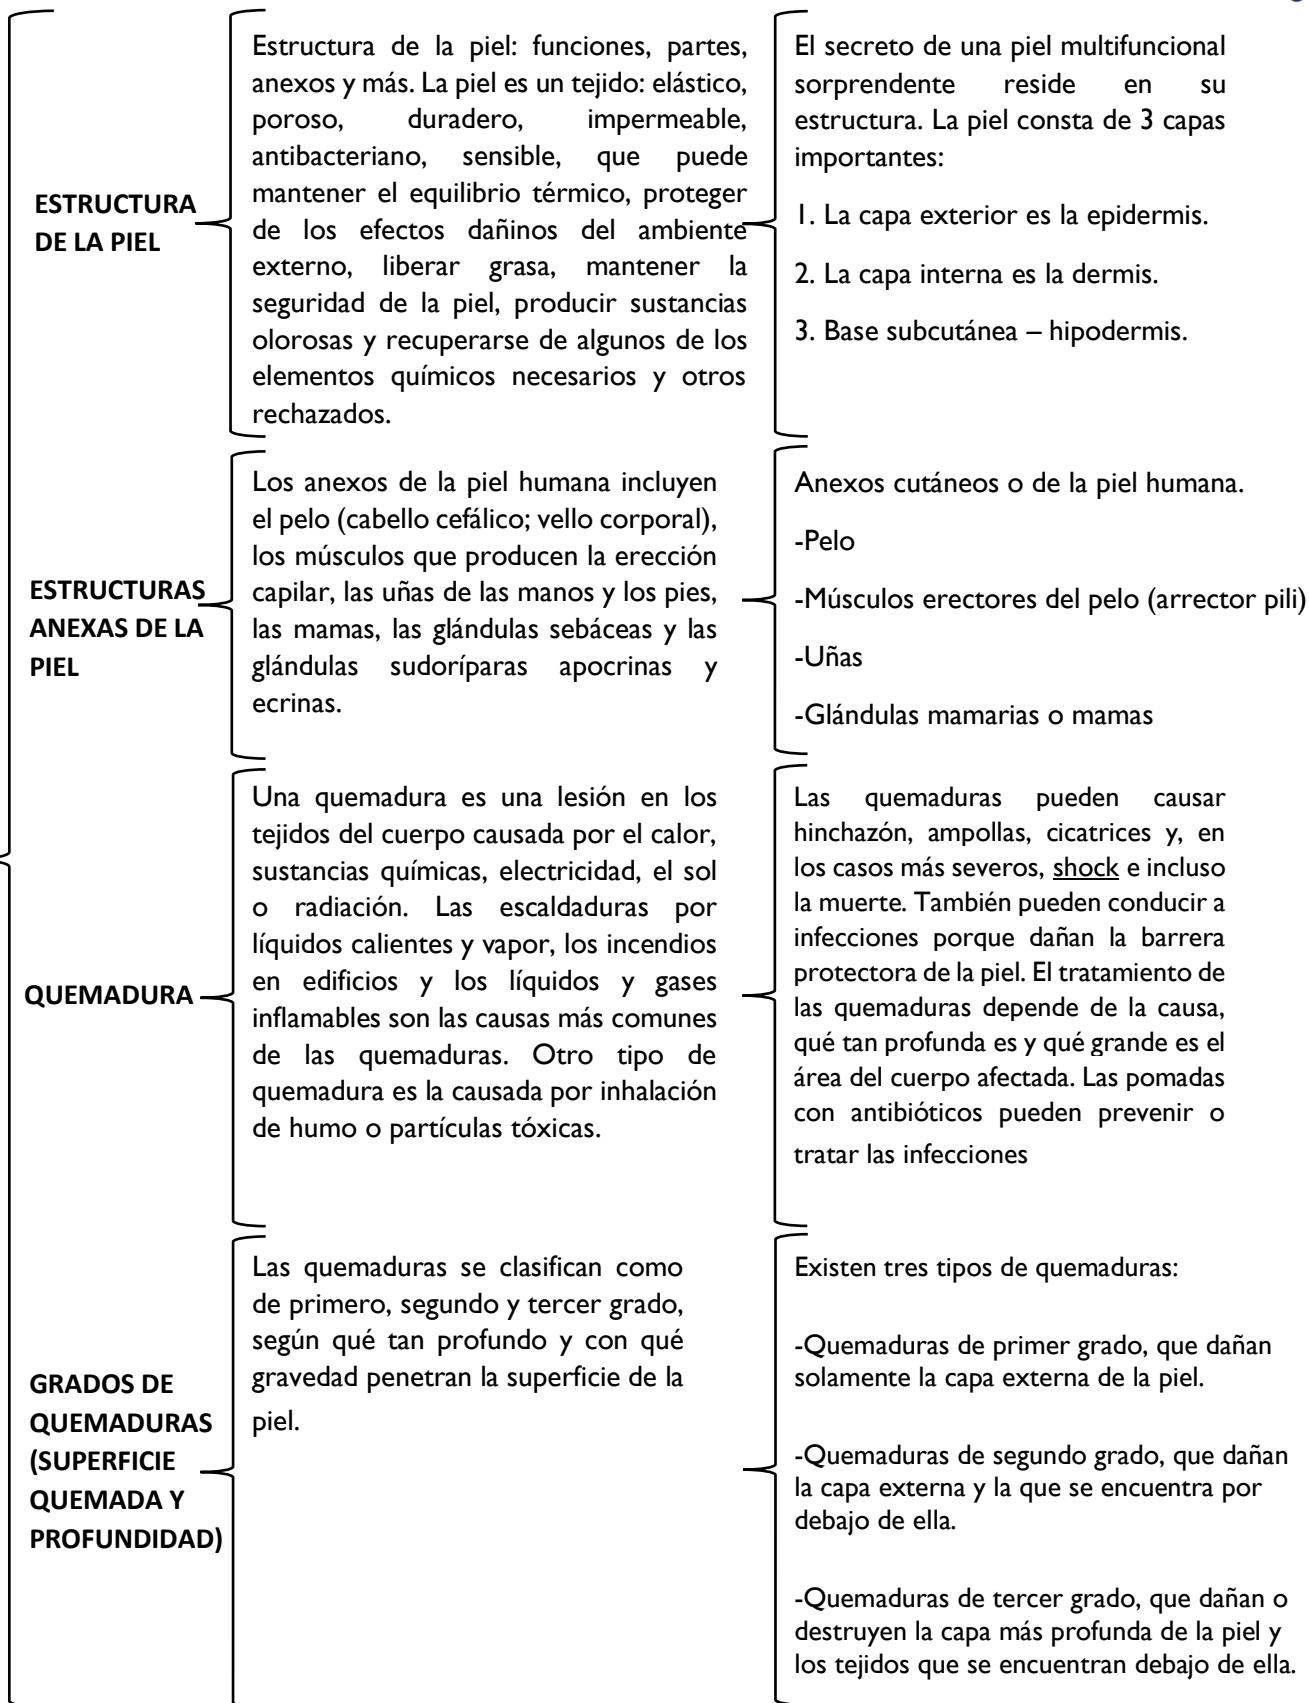 ESTRUCTURA
DE LA PIEL
Estructura de la piel: funciones, partes,
anexos y más. La piel es un tejido: elástico,
poroso, duradero, impermeable,
antibacteriano, sensible, que puede
mantener el equilibrio térmico, proteger
de los efectos dañinos del ambiente
externo, liberar grasa, mantener la
seguridad de la piel, producir sustancias
olorosas y recuperarse de algunos de los
elementos químicos necesarios y otros
rechazados.
El secreto de una piel multifuncional
sorprendente reside en su
estructura. La piel consta de 3 capas
importantes:
1. La capa exterior es la epidermis.
2. La capa interna es la dermis.
3. Base subcutánea – hipodermis.
ESTRUCTURAS
ANEXAS DE LA
PIEL
Los anexos de la piel humana incluyen
el pelo (cabello cefálico; vello corporal),
los músculos que producen la erección
capilar, las uñas de las manos y los pies,
las mamas, las glándulas sebáceas y las
glándulas sudoríparas apocrinas y
ecrinas.
Anexos cutáneos o de la piel humana.
-Pelo
-Músculos erectores del pelo (arrector pili)
-Uñas
-Glándulas mamarias o mamas
QUEMADURA
Una quemadura es una lesión en los
tejidos del cuerpo causada por el calor,
sustancias químicas, electricidad, el sol
o radiación. Las escaldaduras por
líquidos calientes y vapor, los incendios
en edificios y los líquidos y gases
inflamables son las causas más comunes
de las quemaduras. Otro tipo de
quemadura es la causada por inhalación
de humo o partículas tóxicas.
Las quemaduras pueden causar
hinchazón, ampollas, cicatrices y, en
los casos más severos, shock e incluso
la muerte. También pueden conducir a
infecciones porque dañan la barrera
protectora de la piel. El tratamiento de
las quemaduras depende de la causa,
qué tan profunda es y qué grande es el
área del cuerpo afectada. Las pomadas
con antibióticos pueden prevenir o
tratar las infecciones
GRADOS DE
QUEMADURAS
(SUPERFICIE
QUEMADA Y
PROFUNDIDAD)
Las quemaduras se clasifican como
de primero, segundo y tercer grado,
según qué tan profundo y con qué
gravedad penetran la superficie de la
piel.
Existen tres tipos de quemaduras:
-Quemaduras de primer grado, que dañan
solamente la capa externa de la piel.
-Quemaduras de segundo grado, que dañan
la capa externa y la que se encuentra por
debajo de ella.
-Quemaduras de tercer grado, que dañan o
destruyen la capa más profunda de la piel y
los tejidos que se encuentran debajo de ella.